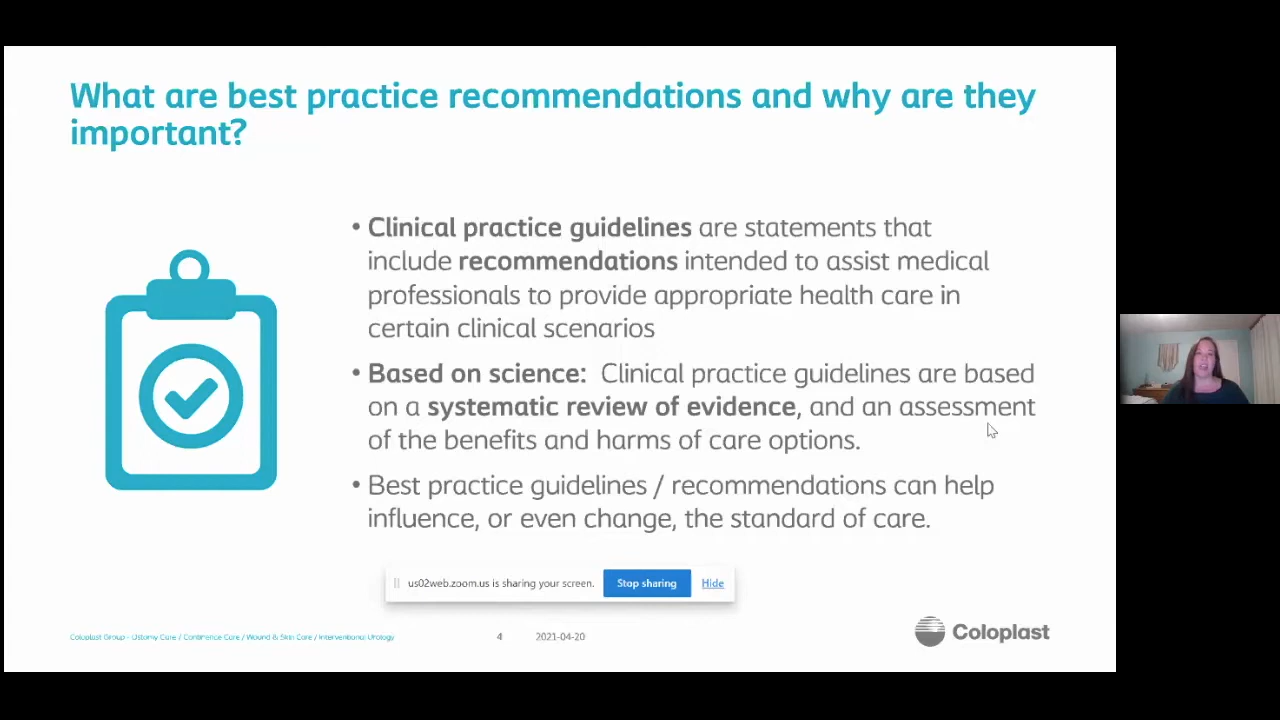 What are best practice recommendations and why are they
important?
• Clinical practice guidelines are statements that
include recommendations intended to assist medical
professionals to provide appropriate health care in
certain clinical scenarios
• Based on science: Clinical practice guidelines are based
on a systematic review of evidence, and an assessment
of the benefits and harms of care options.
• Best practice guidelines / recommendations can help
influence, or even change, the standard of care.
us02web.zoom.us is sharing your screen. Stop sharing Hide
Coloplast Group - Ostomy Care / Continence Care / Wound & Skin Care / Interventional Urology 4 2021-04-20
Coloplast